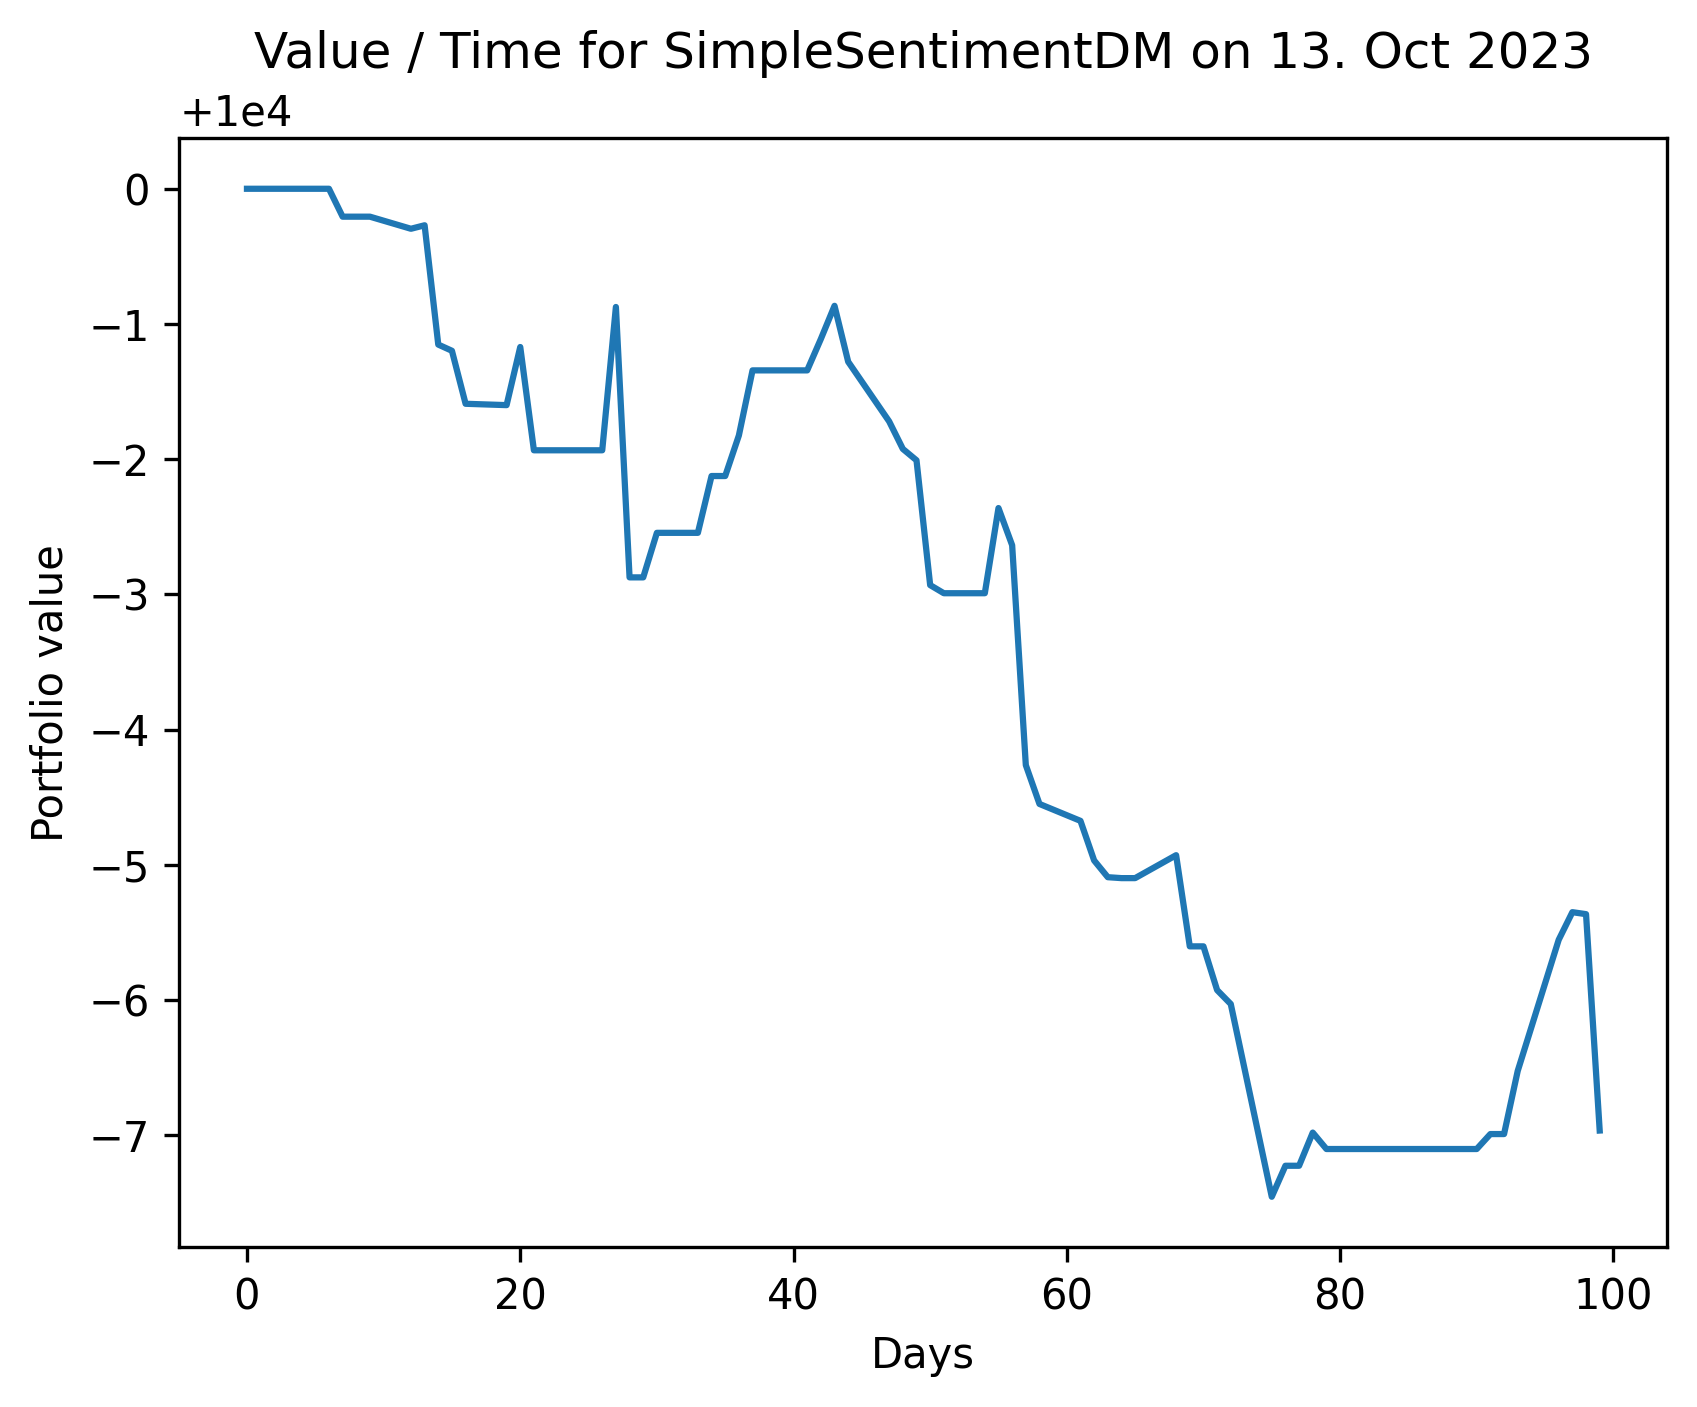 Value / Time for SimpleSentimentDM on 13. Oct 2023
+1e4
0
−1
−2
−3
−4
−5
−6
−7
Portfolio value
0 20 40 60 80 100
Days